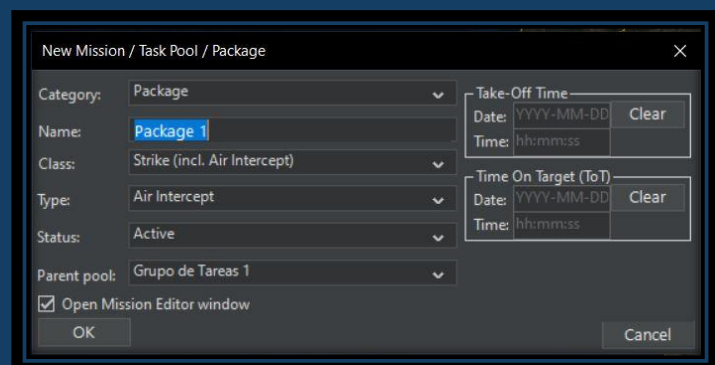 New Mission / Task Pool / Package
Category: Package
Name: Package 1
Class: Strike (incl. Air Intercept)
Type: Air Intercept
Status: Active
Parent pool: Grupo de Tareas 1
Open Mission Editor window
OK
Take-Off Time
Date: YYYY-MM-DD Clear
Time: hh:mm:ss
Time On Target (ToT)
Date: YYYY-MM-DD Clear
Time: hh:mm:ss
Cancel